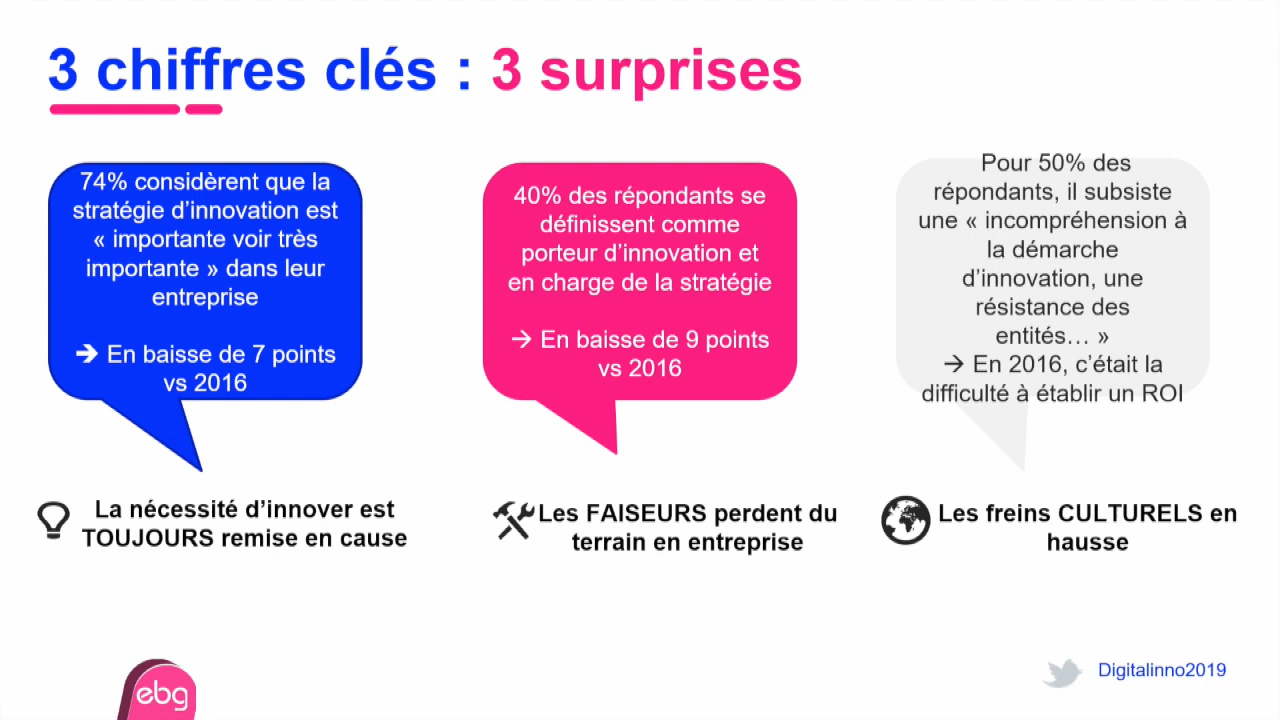 3 chiffres clés : 3 surprises
74% considèrent que la
stratégie d’innovation est
« importante voir très
importante » dans leur
entreprise
➔ En baisse de 7 points
vs 2016
40% des répondants se
définissent comme
porteur d’innovation et
en charge de la stratégie
→ En baisse de 9 points
vs 2016
Pour 50% des
répondants, il subsiste
une « incompréhension à
la démarche
d’innovation, une
résistance des
entités… »
→ En 2016, c’était la
difficulté à établir un ROI
La nécessité d’innover est
TOUJOURS remise en cause
Les FAISEURS perdent du
terrain en entreprise
Les freins CULTURELS en
hausse
ebg
Digitalinno2019